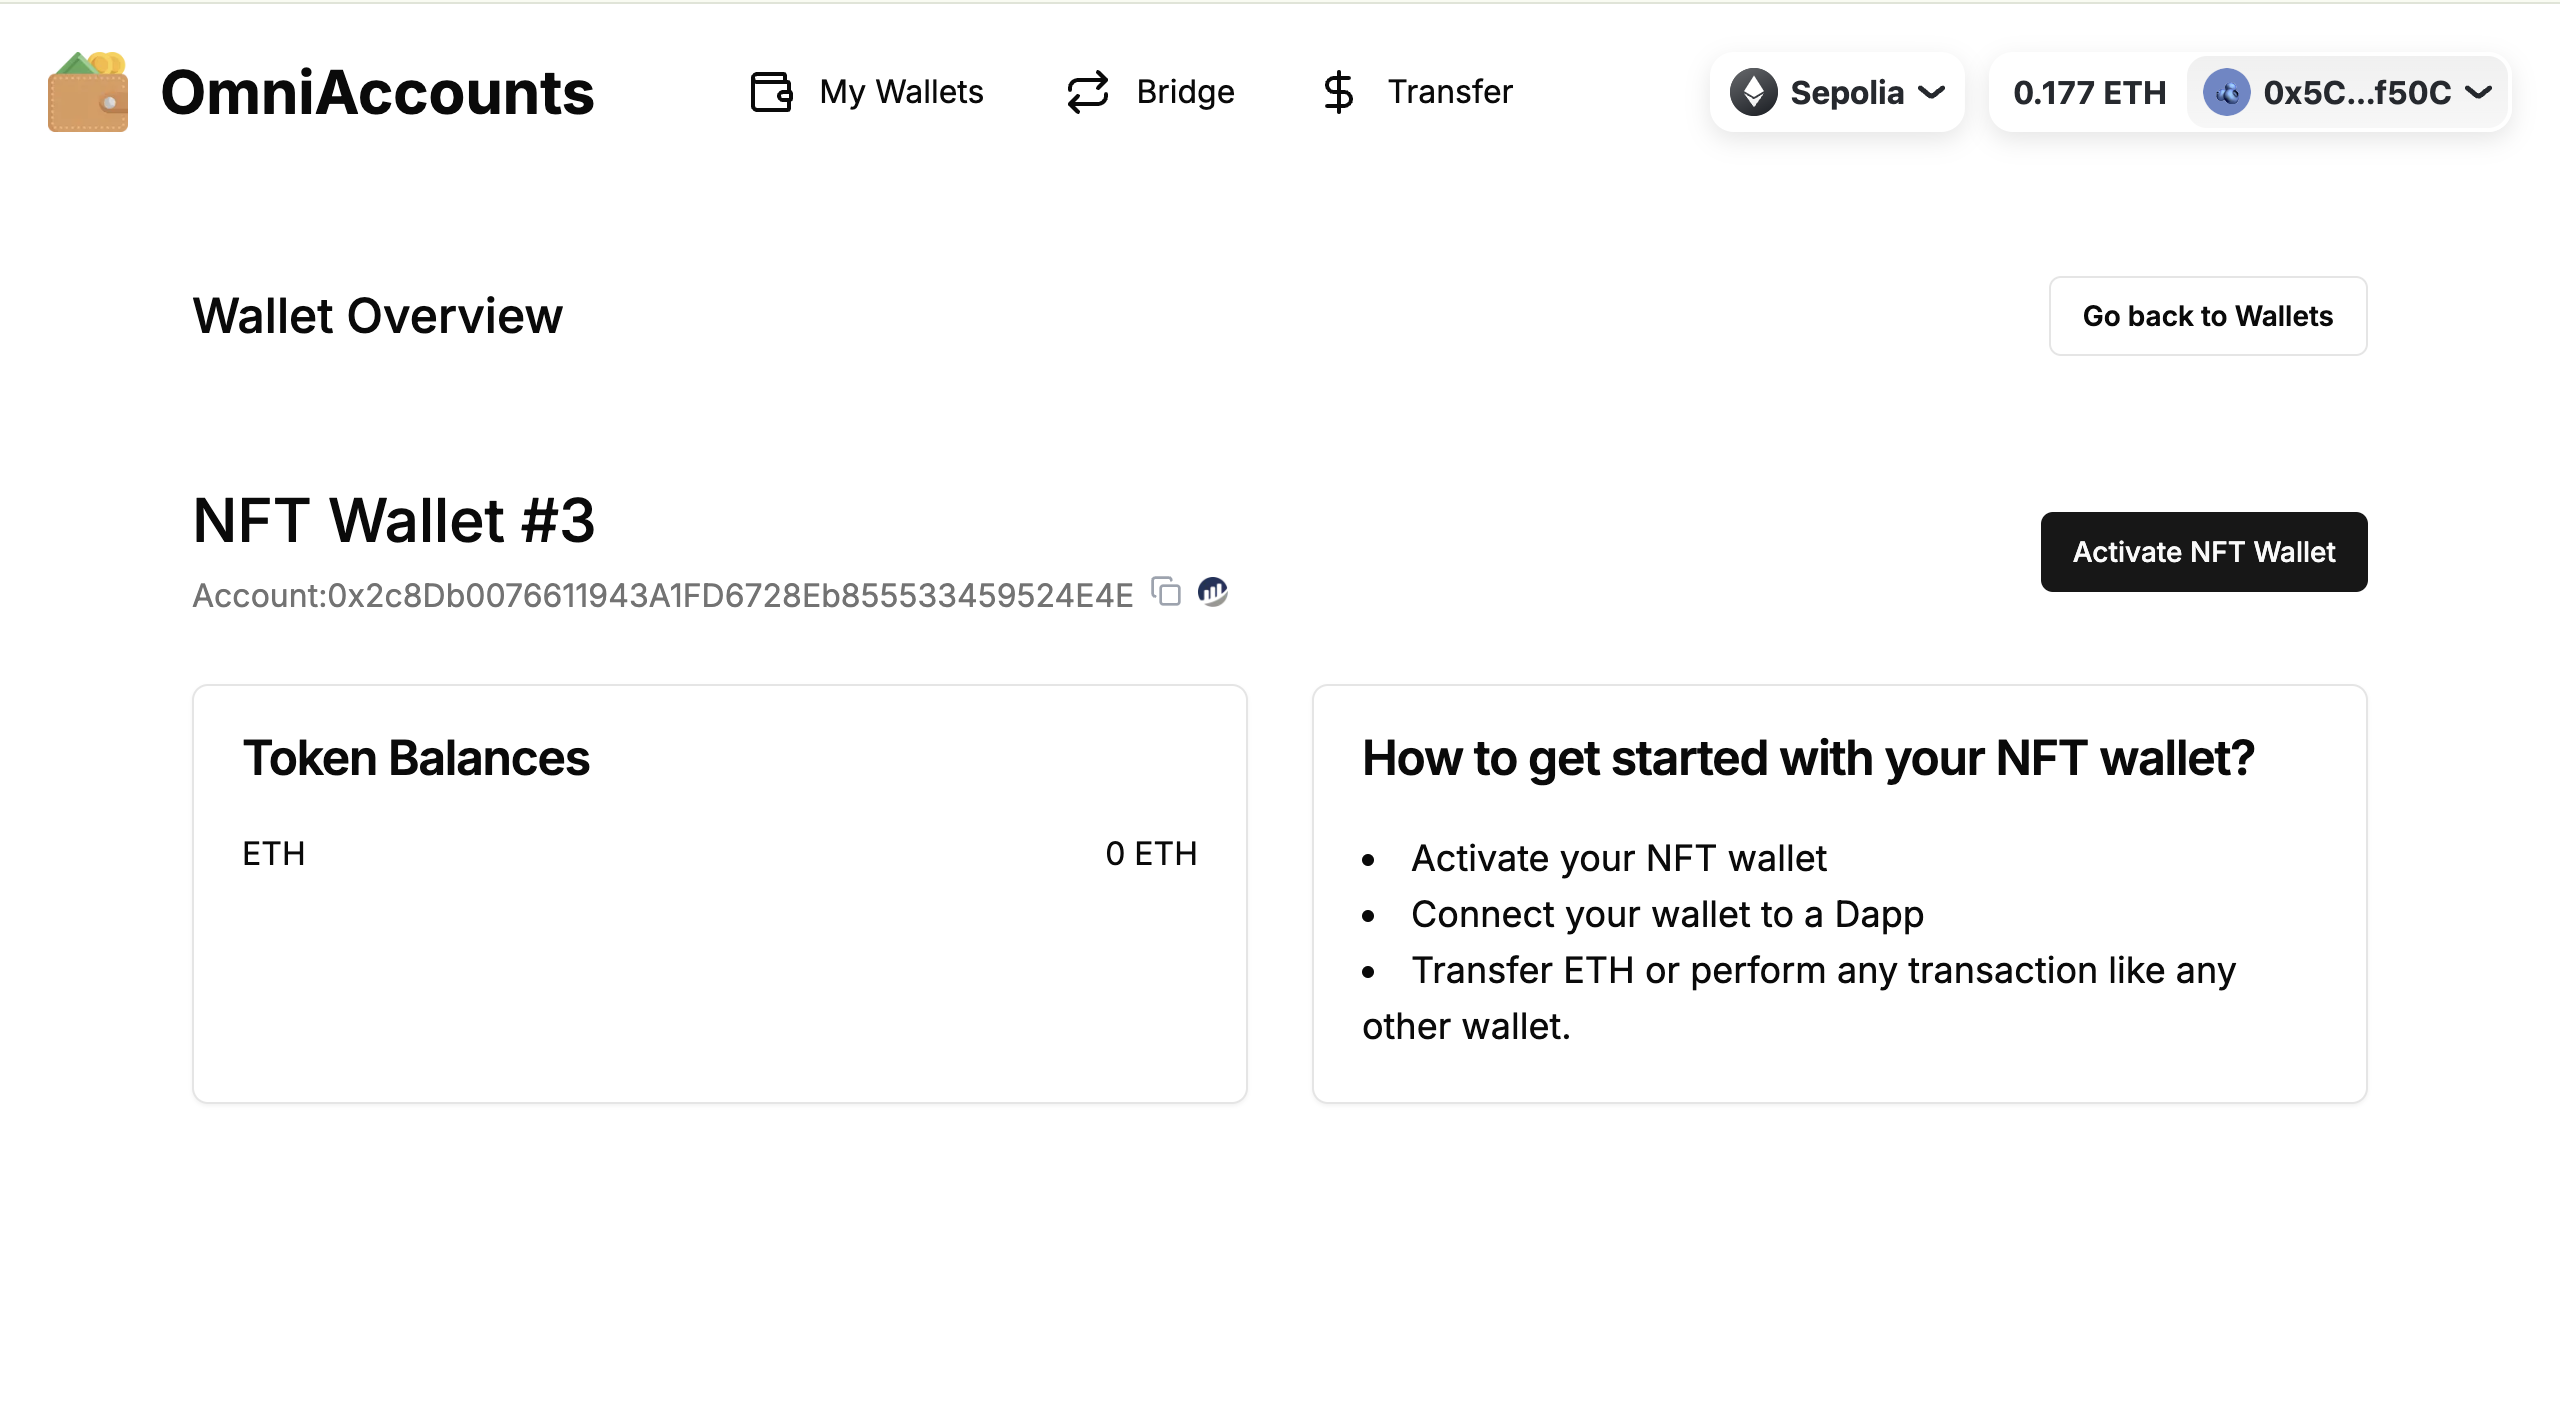 OmniAccounts
My Wallets
Bridge
Transfer
Sepolia
0.177 ETH
0x5C...f50C
Wallet Overview
Go back to Wallets
NFT Wallet #3
Activate NFT Wallet
Account:0x2c8Db0076611943A1FD6728Eb855533459524E4E
Token Balances
ETH
0 ETH
How to get started with your NFT wallet?
• Activate your NFT wallet
• Connect your wallet to a Dapp
• Transfer ETH or perform any transaction like any
other wallet.